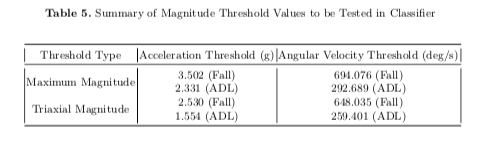 Table 5. Summary of Magnitude Threshold Values to be Tested in Classifier
Threshold Type Acceleration Threshold (g) Angular Velocity Threshold (deg/s)
Maximum Magnitude 3.502 (Fall) 694.076 (Fall)
2.331 (ADL) 292.689 (ADL)
Triaxial Magnitude 2.530 (Fall) 648.035 (Fall)
1.554 (ADL) 259.401 (ADL)